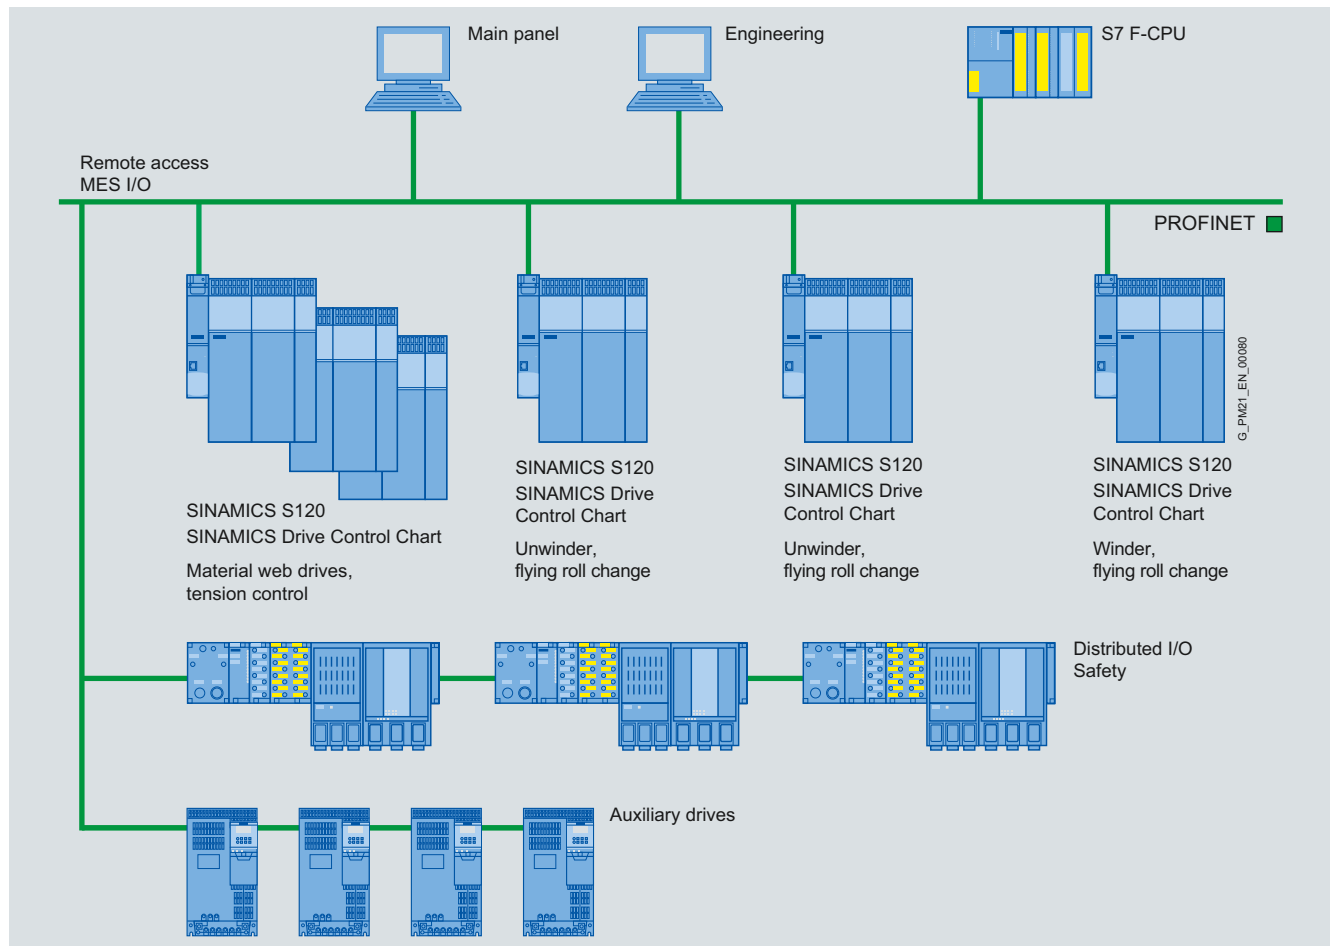 Main panel
Engineering
S7 F-CPU
Remote access
MES I/O
PROFINET
G_PM21_EN_00080
SINAMICS S120
SINAMICS Drive Control Chart
Material web drives,
tension control
SINAMICS S120
SINAMICS Drive
Control Chart
Unwinder,
flying roll change
SINAMICS S120
SINAMICS Drive
Control Chart
Unwinder,
flying roll change
SINAMICS S120
SINAMICS Drive
Control Chart
Winder,
flying roll change
Distributed I/O
Safety
Auxiliary drives